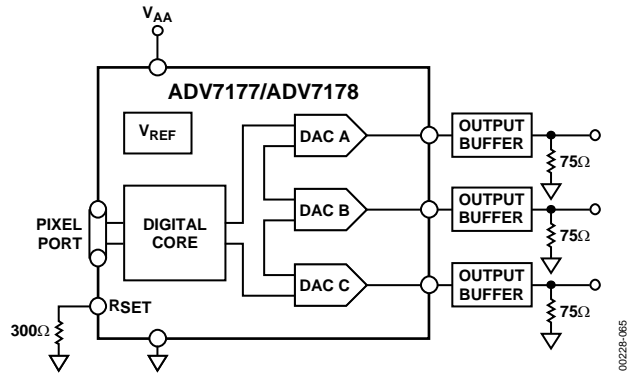 VAA
ADV7177/ADV7178
VREF
DAC A
OUTPUT
BUFFER
75Ω
PIXEL
PORT
DIGITAL
CORE
DAC B
OUTPUT
BUFFER
75Ω
DAC C
OUTPUT
BUFFER
75Ω
RSET
300Ω
00228-065